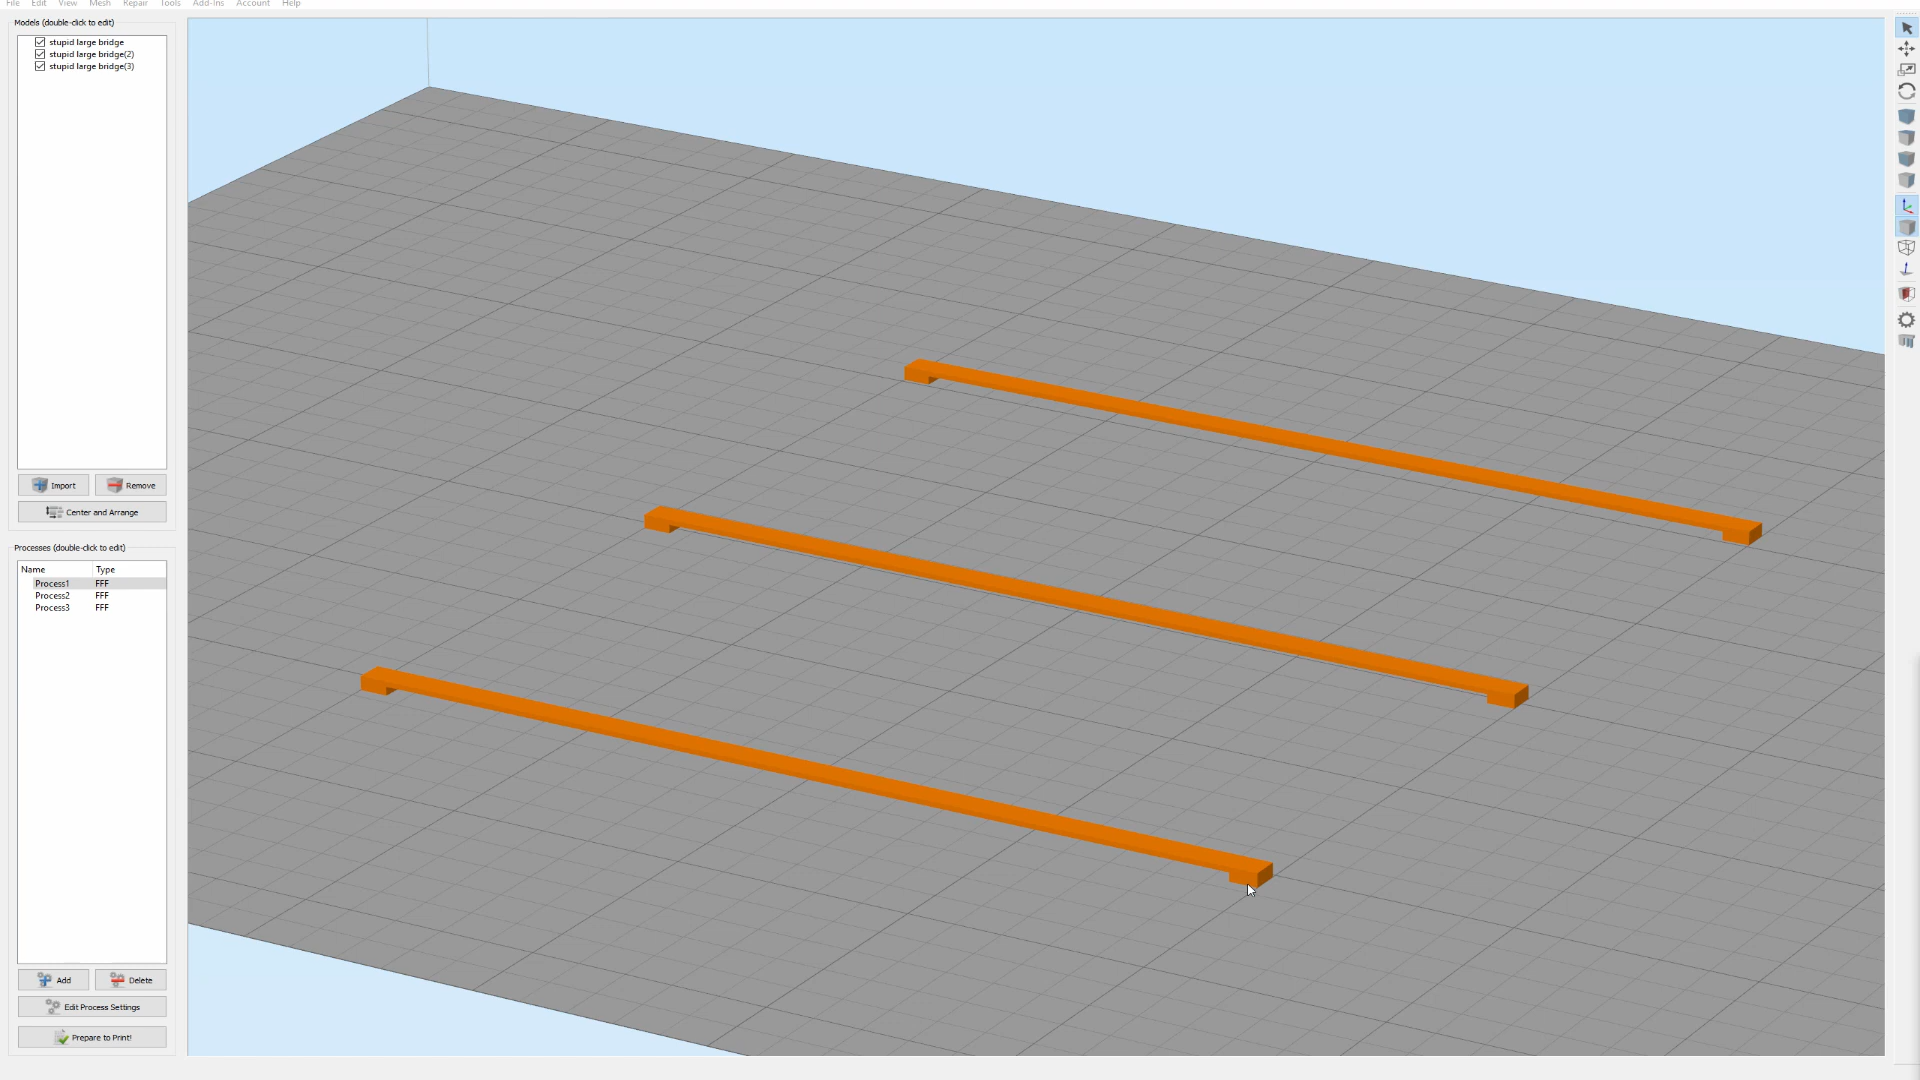 File Edit View Mesh Repair Tools Add-Ins Account Help
Models (double-click to edit)
stupid large bridge
stupid large bridge(2)
stupid large bridge(3)
Import Remove
Center and Arrange
Processes (double-click to edit)
Name Type
Process1 FFF
Process2 FFF
Process3 FFF
Add Delete
Edit Process Settings
Prepare to Print!